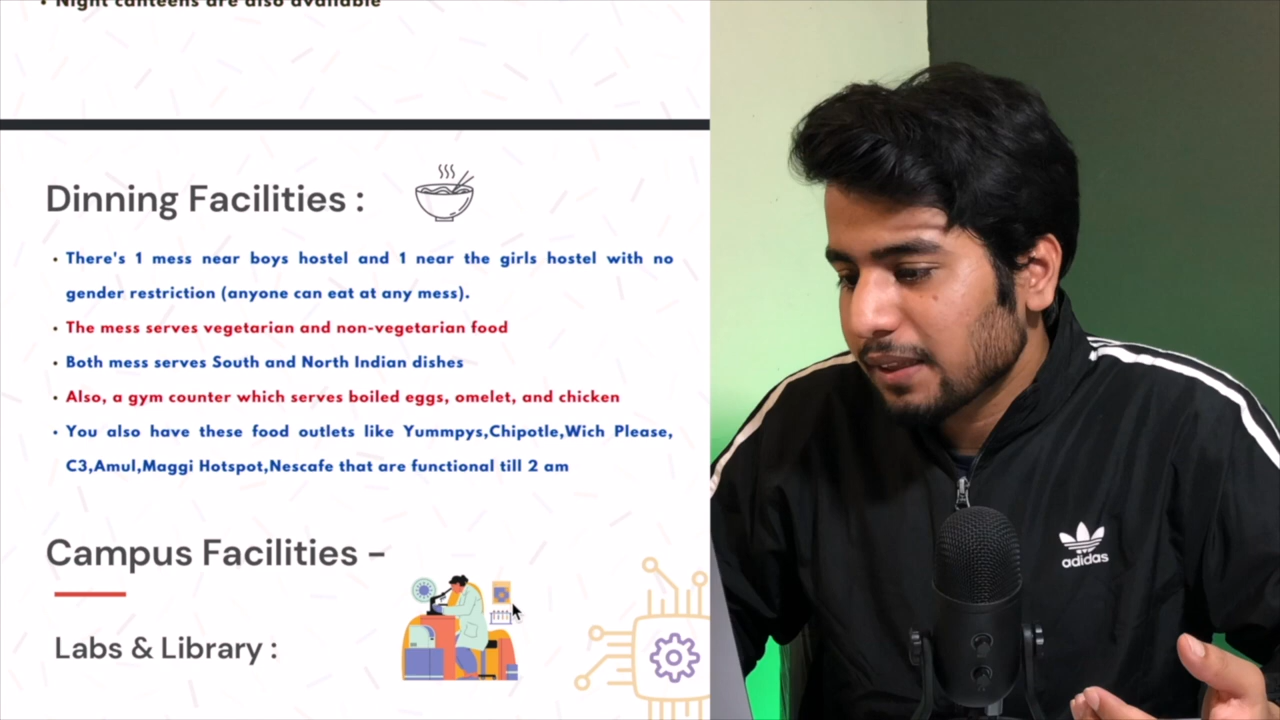 • Night canteens are also available
Dinning Facilities :
• There's 1 mess near boys hostel and 1 near the girls hostel with no
gender restriction (anyone can eat at any mess).
• The mess serves vegetarian and non-vegetarian food
• Both mess serves South and North Indian dishes
• Also, a gym counter which serves boiled eggs, omelet, and chicken
• You also have these food outlets like Yummpys,Chipotle,Wich Please,
C3,Amul,Maggi Hotspot,Nescafe that are functional till 2 am
Campus Facilities -
Labs & Library :
adidas